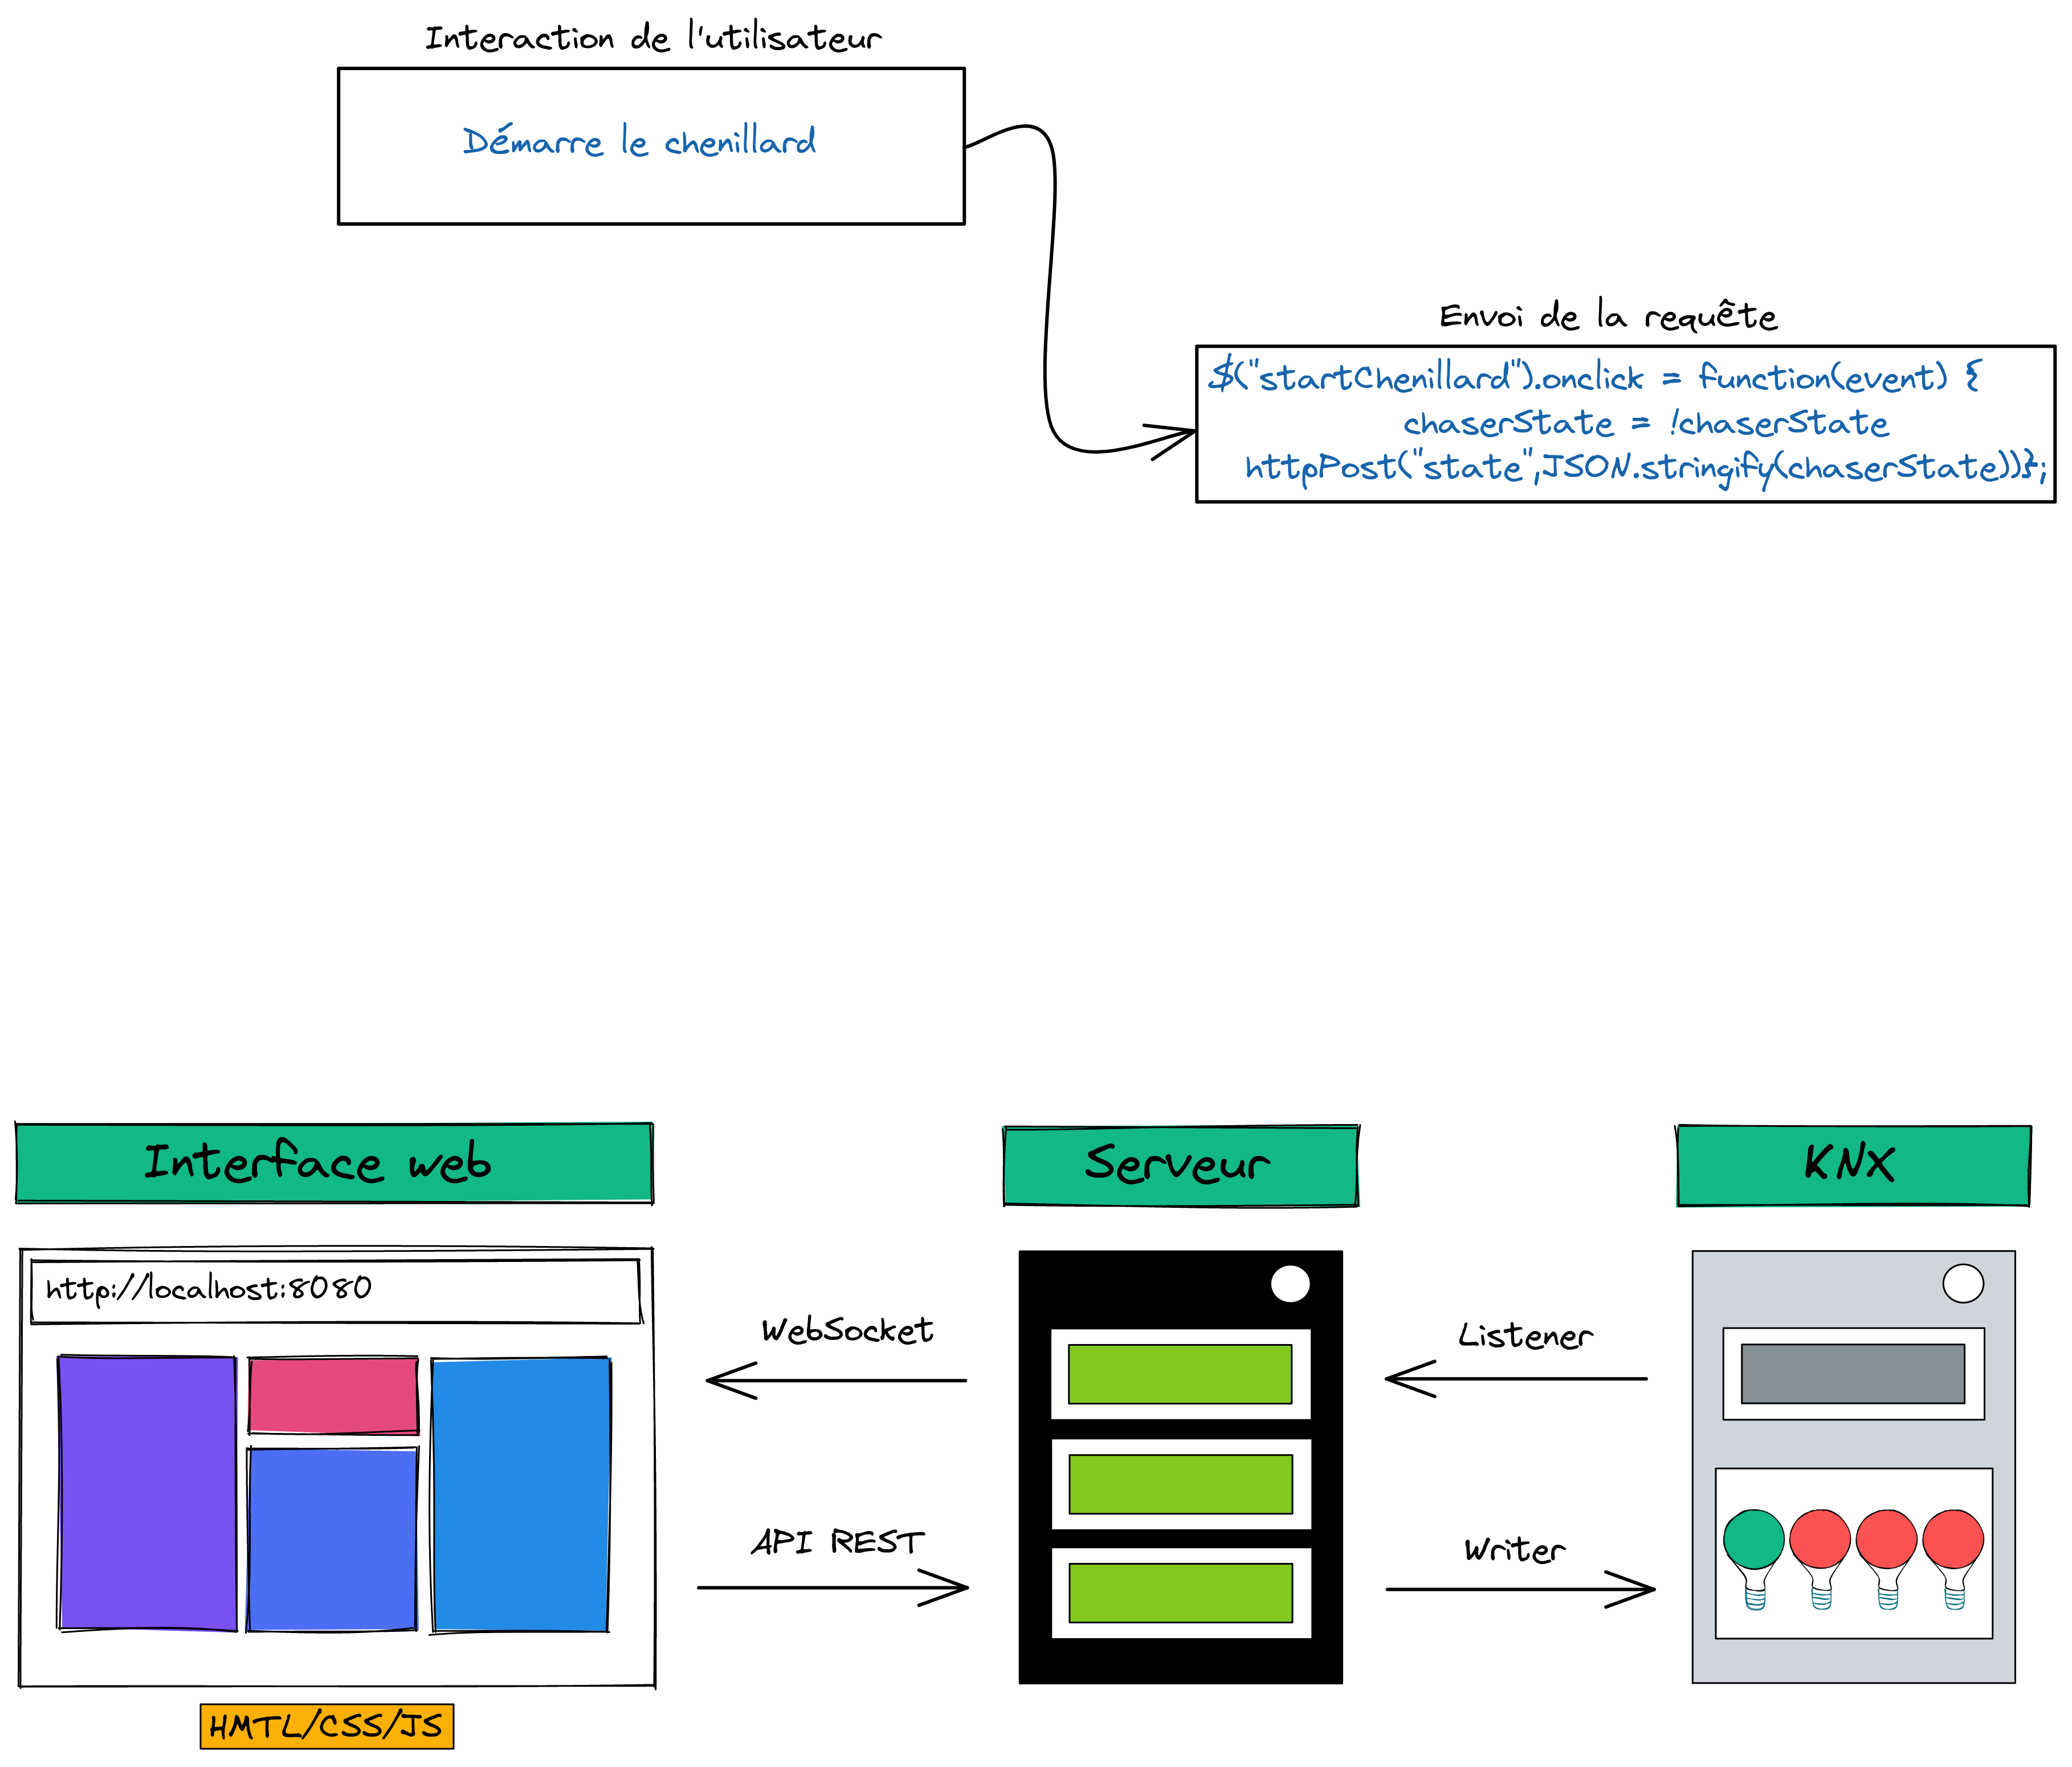 Interaction de l'utilisateur
Démarre le chenillard
Envoi de la requête
$("startChenillard").onclick = function(event) {
chaserState = !chaserState
httpPost("state",JSON.stringify(chaserState))};
Interface web
Serveur
KNX
http://localhost:8080
WebSocket
Listener
API REST
Writer
HMTL/CSS/JS